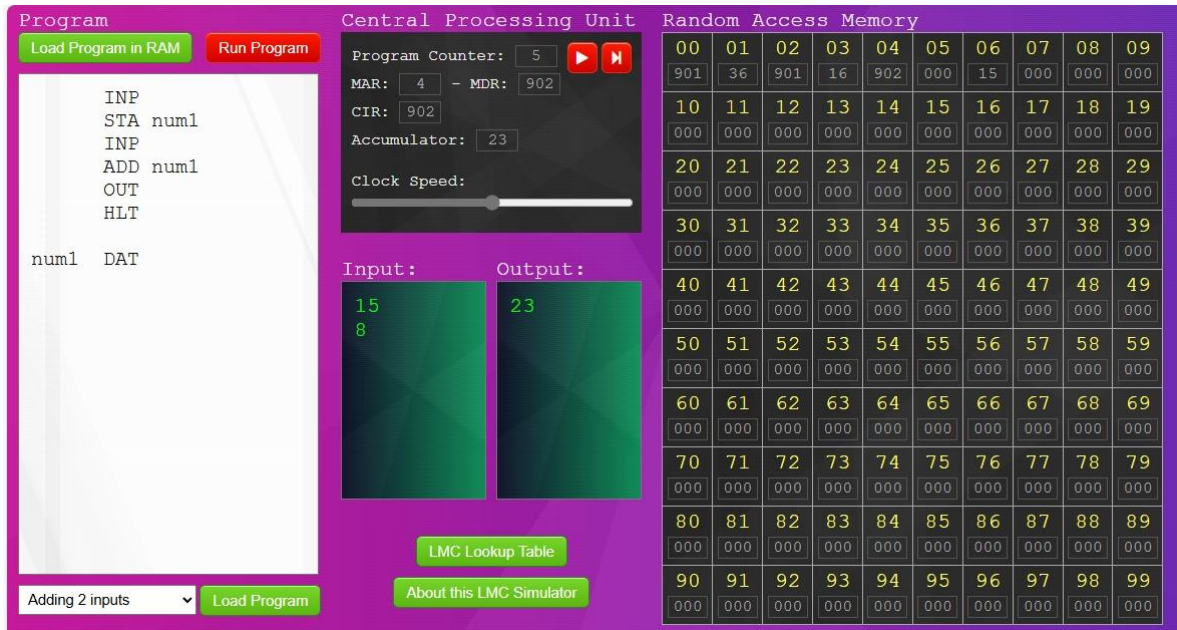 Program
Load Program in RAM Run Program
INP
STA num1
INP
ADD num1
OUT
HLT
num1 DAT
Adding 2 inputs Load Program
Central Processing Unit
Program Counter: 5
MAR: 4 - MDR: 902
CIR: 902
Accumulator: 23
Clock Speed:
Input: Output:
15 23
8
LMC Lookup Table
About this LMC Simulator
Random Access Memory
00 01 02 03 04 05 06 07 08 09
901 36 901 16 902 000 15 000 000 000
10 11 12 13 14 15 16 17 18 19
000 000 000 000 000 000 000 000 000 000
20 21 22 23 24 25 26 27 28 29
000 000 000 000 000 000 000 000 000 000
30 31 32 33 34 35 36 37 38 39
000 000 000 000 000 000 000 000 000 000
40 41 42 43 44 45 46 47 48 49
000 000 000 000 000 000 000 000 000 000
50 51 52 53 54 55 56 57 58 59
000 000 000 000 000 000 000 000 000 000
60 61 62 63 64 65 66 67 68 69
000 000 000 000 000 000 000 000 000 000
70 71 72 73 74 75 76 77 78 79
000 000 000 000 000 000 000 000 000 000
80 81 82 83 84 85 86 87 88 89
000 000 000 000 000 000 000 000 000 000
90 91 92 93 94 95 96 97 98 99
000 000 000 000 000 000 000 000 000 000